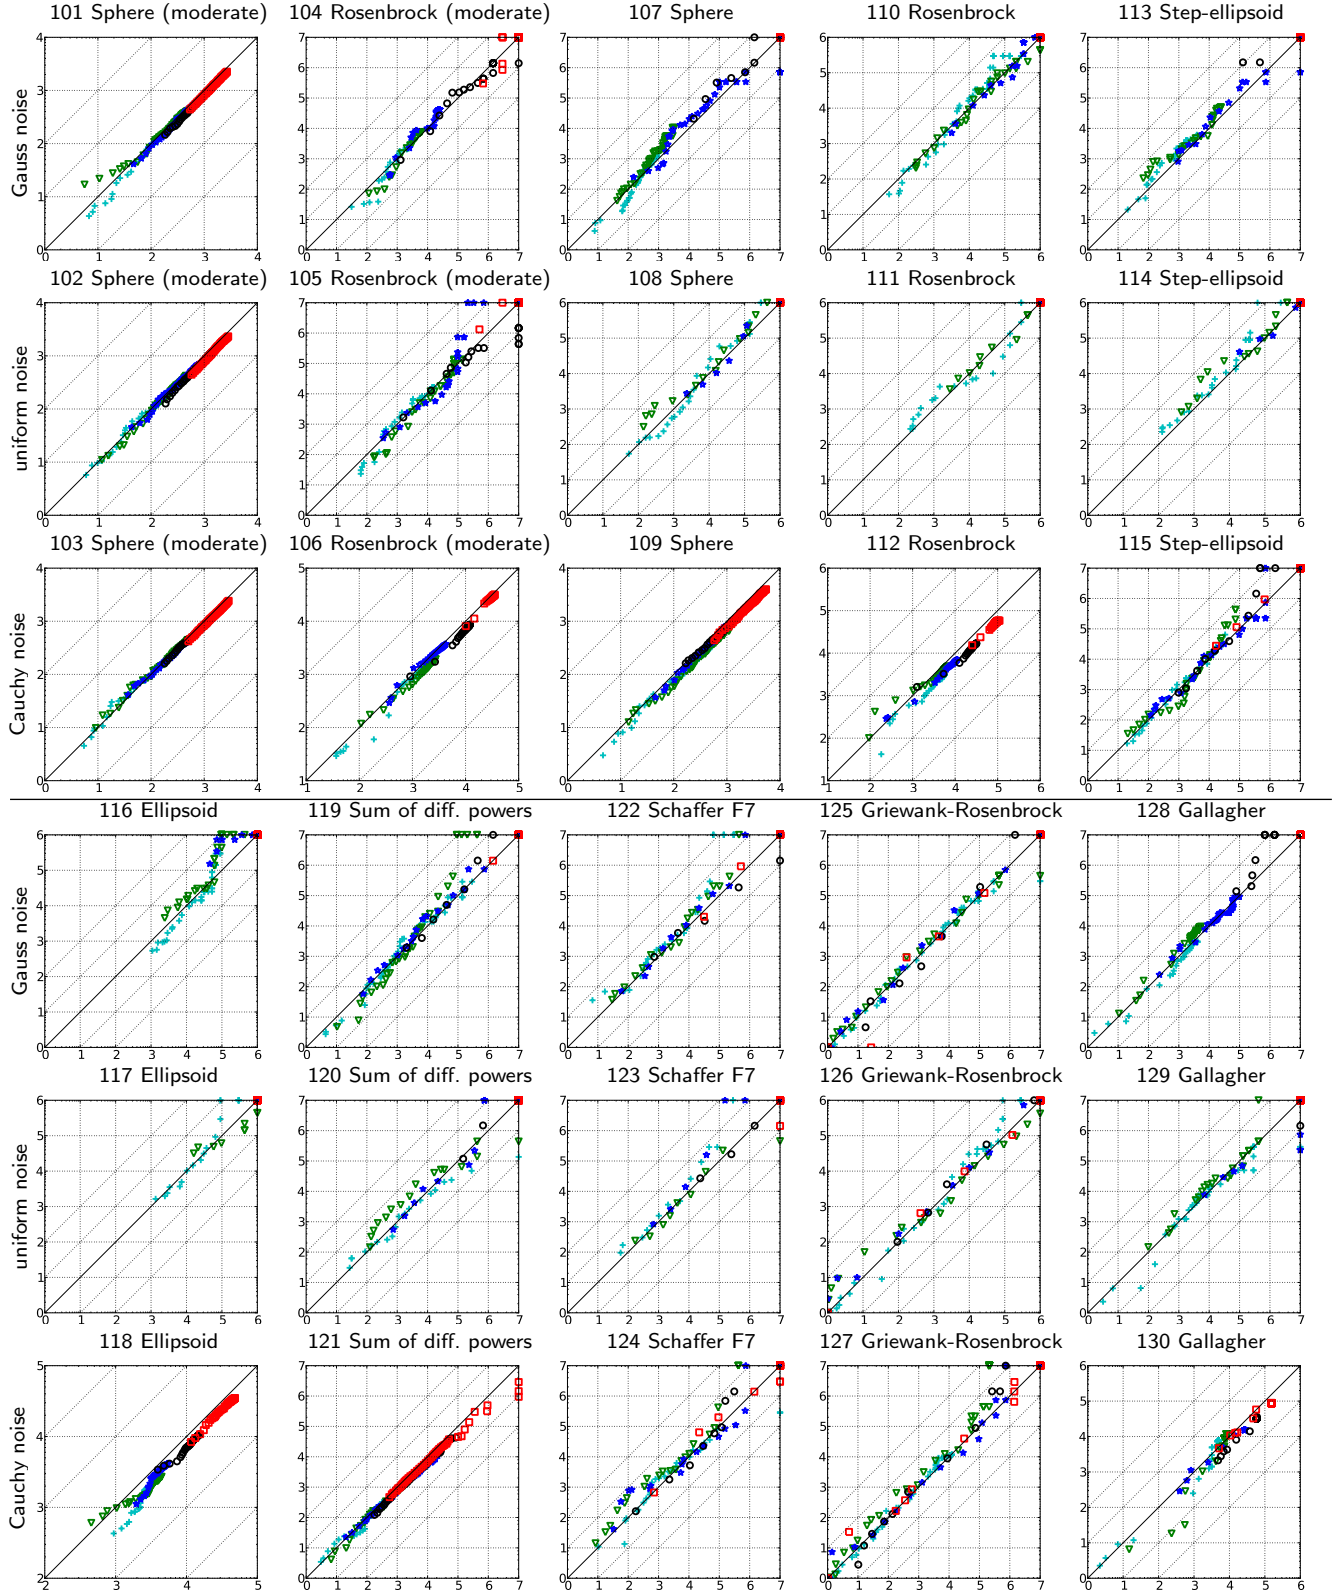 101 Sphere (moderate)
104 Rosenbrock (moderate)
107 Sphere
110 Rosenbrock
113 Step-ellipsoid
Gauss noise
102 Sphere (moderate)
105 Rosenbrock (moderate)
108 Sphere
111 Rosenbrock
114 Step-ellipsoid
uniform noise
103 Sphere (moderate)
106 Rosenbrock (moderate)
109 Sphere
112 Rosenbrock
115 Step-ellipsoid
Cauchy noise
116 Ellipsoid
119 Sum of diff. powers
122 Schaffer F7
125 Griewank-Rosenbrock
128 Gallagher
Gauss noise
117 Ellipsoid
120 Sum of diff. powers
123 Schaffer F7
126 Griewank-Rosenbrock
129 Gallagher
uniform noise
118 Ellipsoid
121 Sum of diff. powers
124 Schaffer F7
127 Griewank-Rosenbrock
130 Gallagher
Cauchy noise